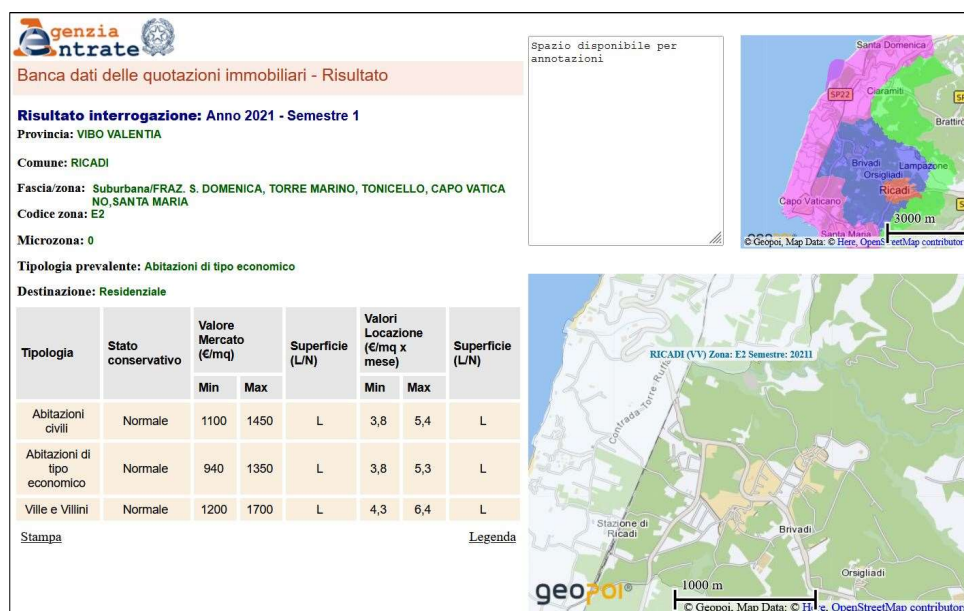 Agenzia
Entrate
Banca dati delle quotazioni immobiliari - Risultato
Risultato interrogazione: Anno 2021 - Semestre 1
Provincia: VIBO VALENTIA
Comune: RICADI
Fascia/zona: Suburbana/FRAZ. S. DOMENICA, TORRE MARINO, TONICELLO, CAPO VATICA
NO,SANTA MARIA
Codice zona: E2
Microzona: 0
Tipologia prevalente: Abitazioni di tipo economico
Destinazione: Residenziale
Tipologia Stato conservativo Valore Mercato (€/mq) Superficie (L/N) Valori Locazione (€/mq x mese) Superficie (L/N)
Min Max Min Max
Abitazioni civili Normale 1100 1450 L 3,8 5,4 L
Abitazioni di tipo economico Normale 940 1350 L 3,8 5,3 L
Ville e Villini Normale 1200 1700 L 4,3 6,4 L
Stampa Legenda
Spazio disponibile per
annotazioni
Santa Domenica
Ciaramiti
SP22
Brattirò
Brivadi
Lampazone
Orsigliadi
Ricadi
Capo Vaticano
3000 m
Santa Maria
© Geopoi, Map Data: © Here, OpenStreetMap contributor
RICADI (VV) Zona: E2 Semestre: 20211
Contrada-Torre-Ruffa
Stazione di
Ricadi
Brivadi
Orsigliadi
geopoi®
1000 m
© Geopoi, Map Data: © Here, OpenStreetMap contributor